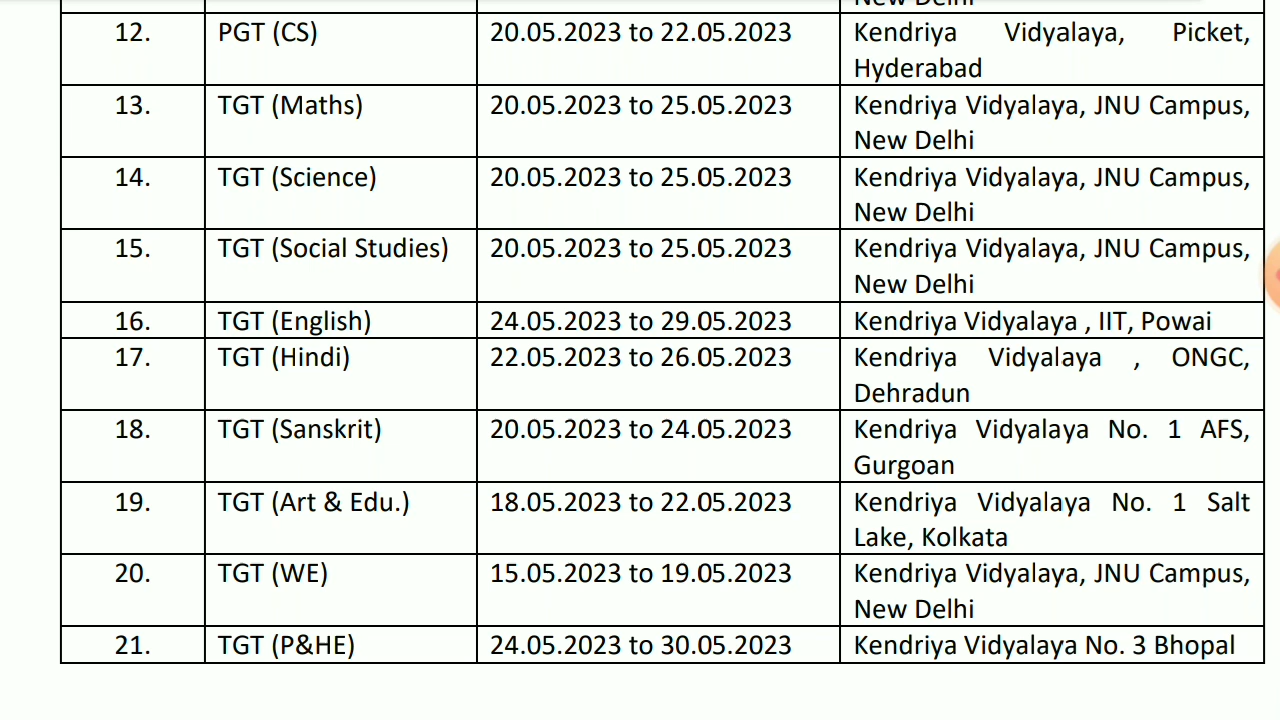 New Delhi
12. PGT (CS) 20.05.2023 to 22.05.2023 Kendriya Vidyalaya, Picket,
Hyderabad
13. TGT (Maths) 20.05.2023 to 25.05.2023 Kendriya Vidyalaya, JNU Campus,
New Delhi
14. TGT (Science) 20.05.2023 to 25.05.2023 Kendriya Vidyalaya, JNU Campus,
New Delhi
15. TGT (Social Studies) 20.05.2023 to 25.05.2023 Kendriya Vidyalaya, JNU Campus,
New Delhi
16. TGT (English) 24.05.2023 to 29.05.2023 Kendriya Vidyalaya , IIT, Powai
17. TGT (Hindi) 22.05.2023 to 26.05.2023 Kendriya Vidyalaya , ONGC,
Dehradun
18. TGT (Sanskrit) 20.05.2023 to 24.05.2023 Kendriya Vidyalaya No. 1 AFS,
Gurgoan
19. TGT (Art & Edu.) 18.05.2023 to 22.05.2023 Kendriya Vidyalaya No. 1 Salt
Lake, Kolkata
20. TGT (WE) 15.05.2023 to 19.05.2023 Kendriya Vidyalaya, JNU Campus,
New Delhi
21. TGT (P&HE) 24.05.2023 to 30.05.2023 Kendriya Vidyalaya No. 3 Bhopal